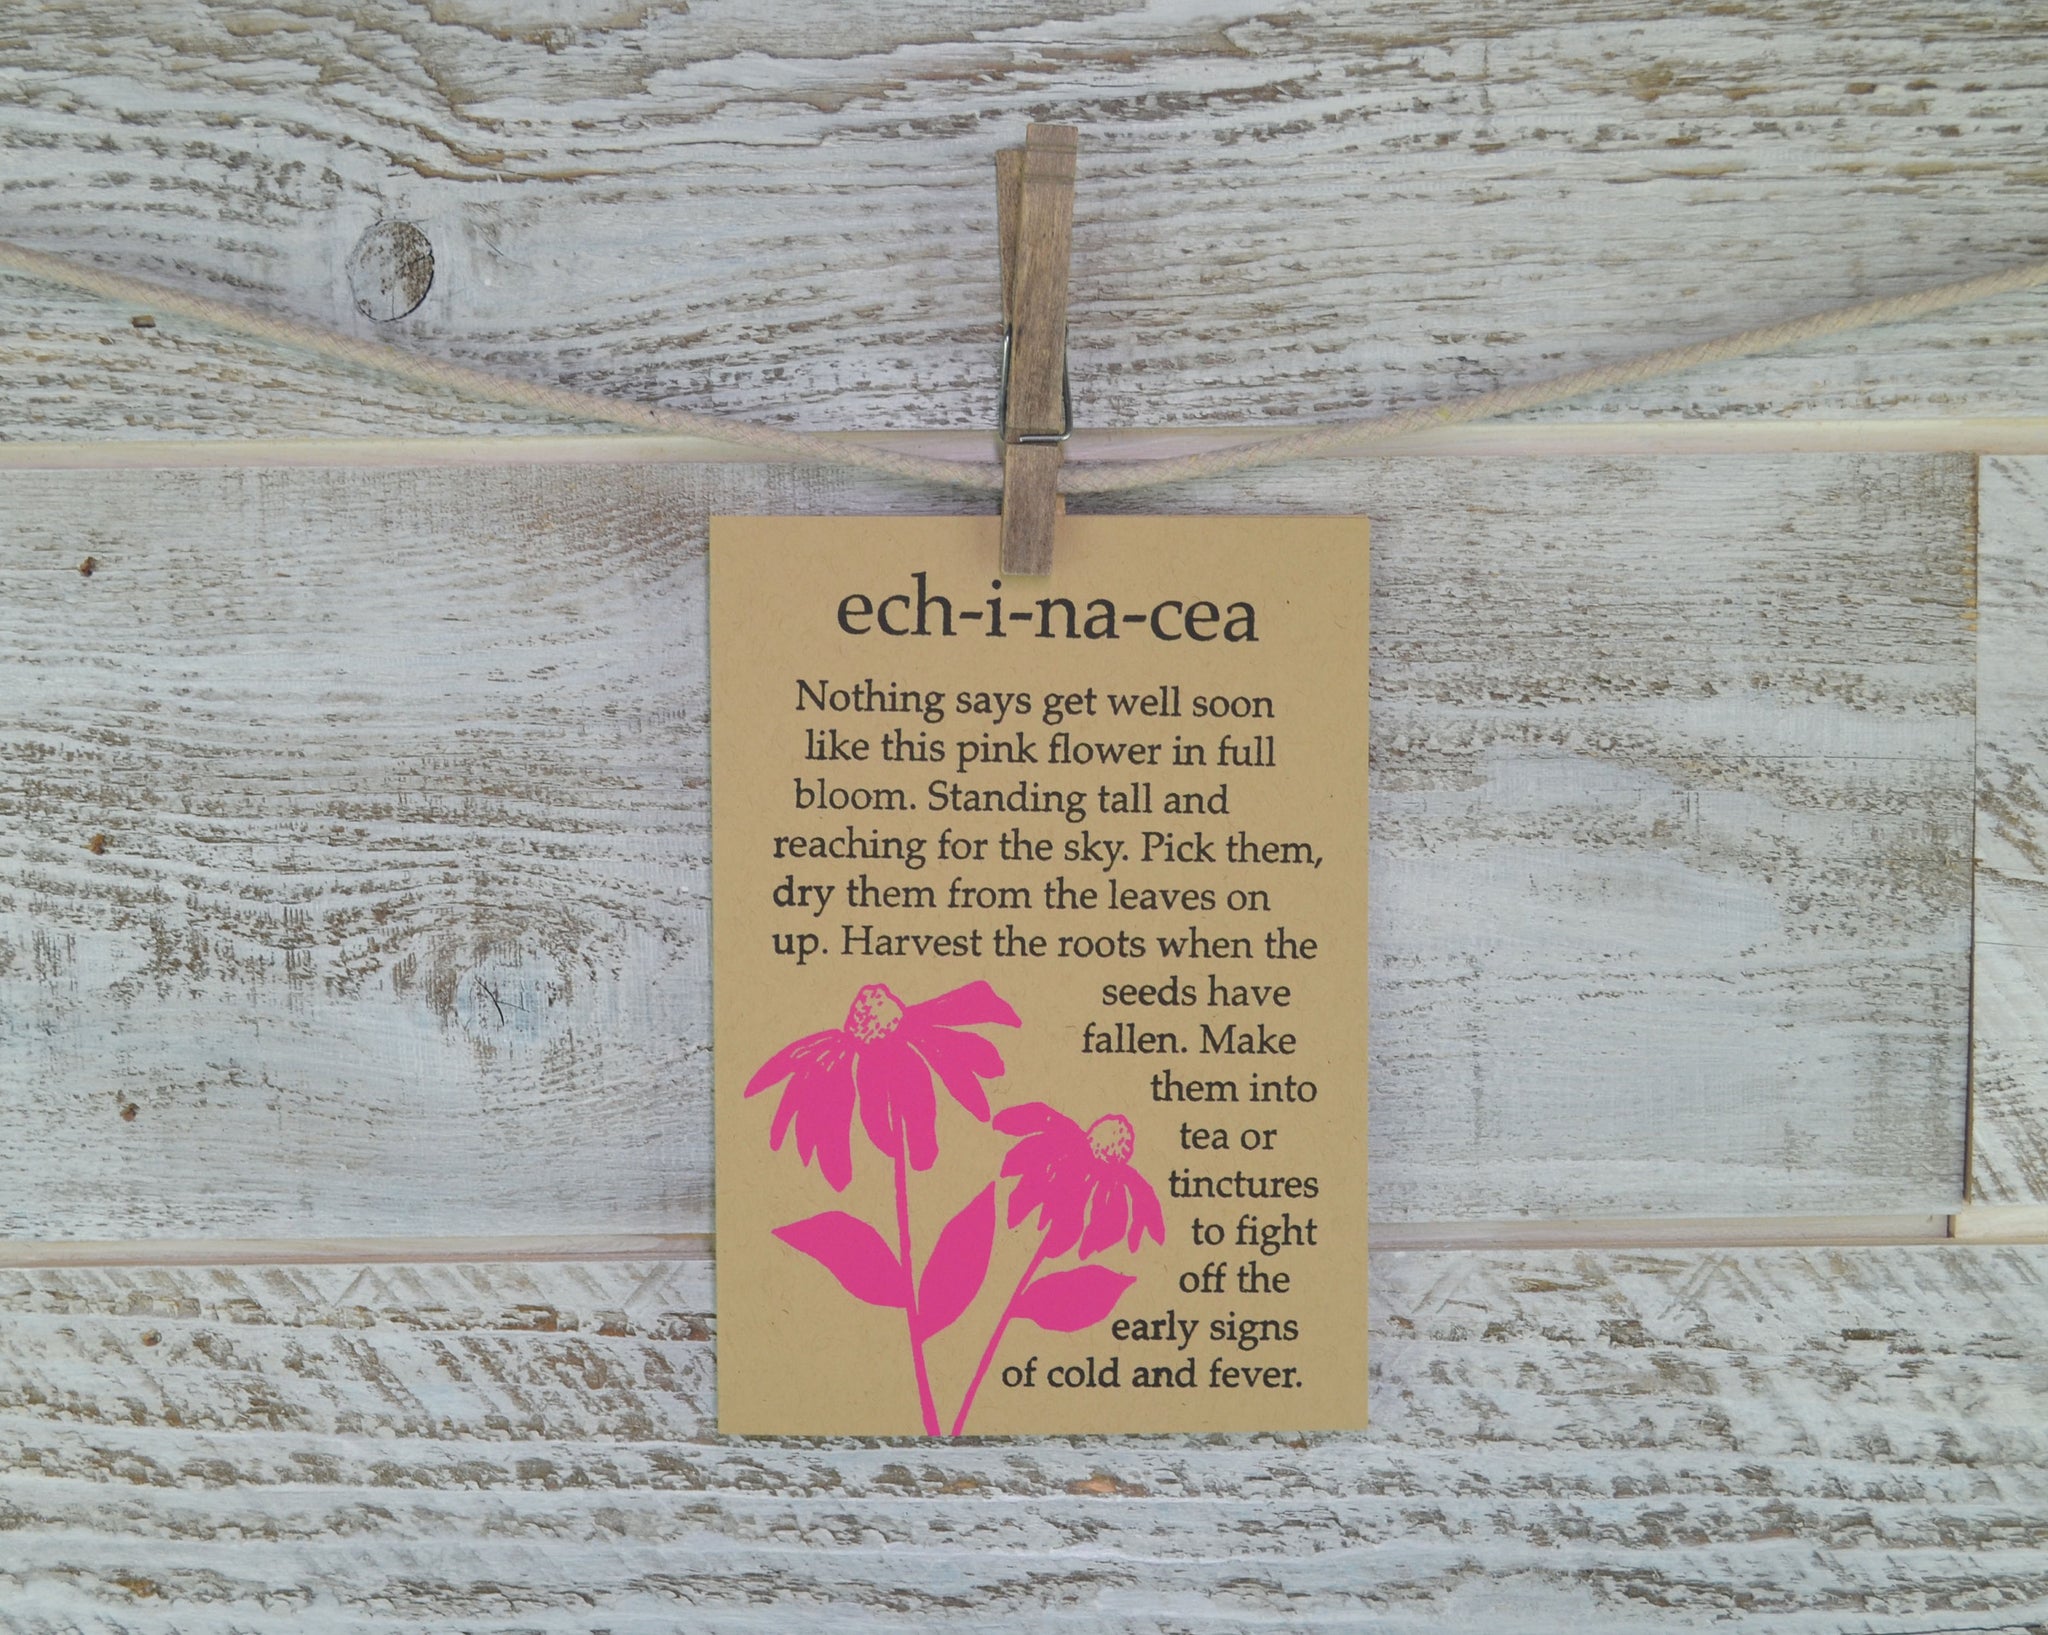 ech-i-na-cea
Nothing says get well soon
like this pink flower in full
bloom. Standing tall and
reaching for the sky. Pick them,
dry them from the leaves on
up. Harvest the roots when the
seeds have
fallen. Make
them into
tea or
tinctures
to fight
off the
early signs
of cold and fever.